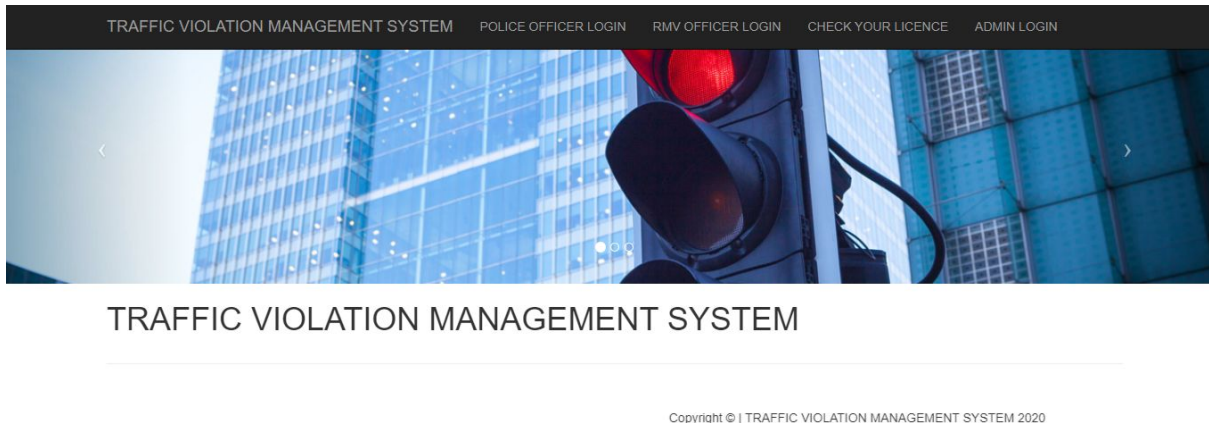 TRAFFIC VIOLATION MANAGEMENT SYSTEM POLICE OFFICER LOGIN RMV OFFICER LOGIN CHECK YOUR LICENCE ADMIN LOGIN
TRAFFIC VIOLATION MANAGEMENT SYSTEM
Copyright © | TRAFFIC VIOLATION MANAGEMENT SYSTEM 2020